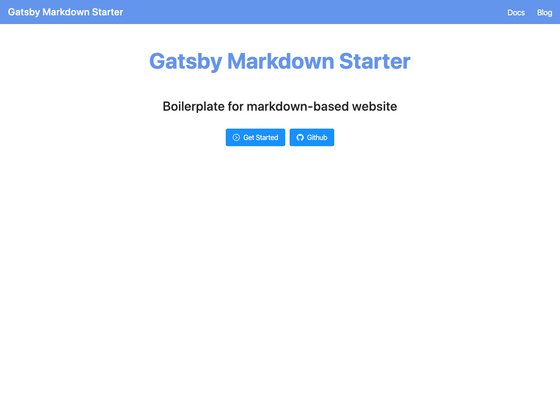 Gatsby Markdown Starter
Docs Blog
Gatsby Markdown Starter
Boilerplate for markdown-based website
Get Started Github